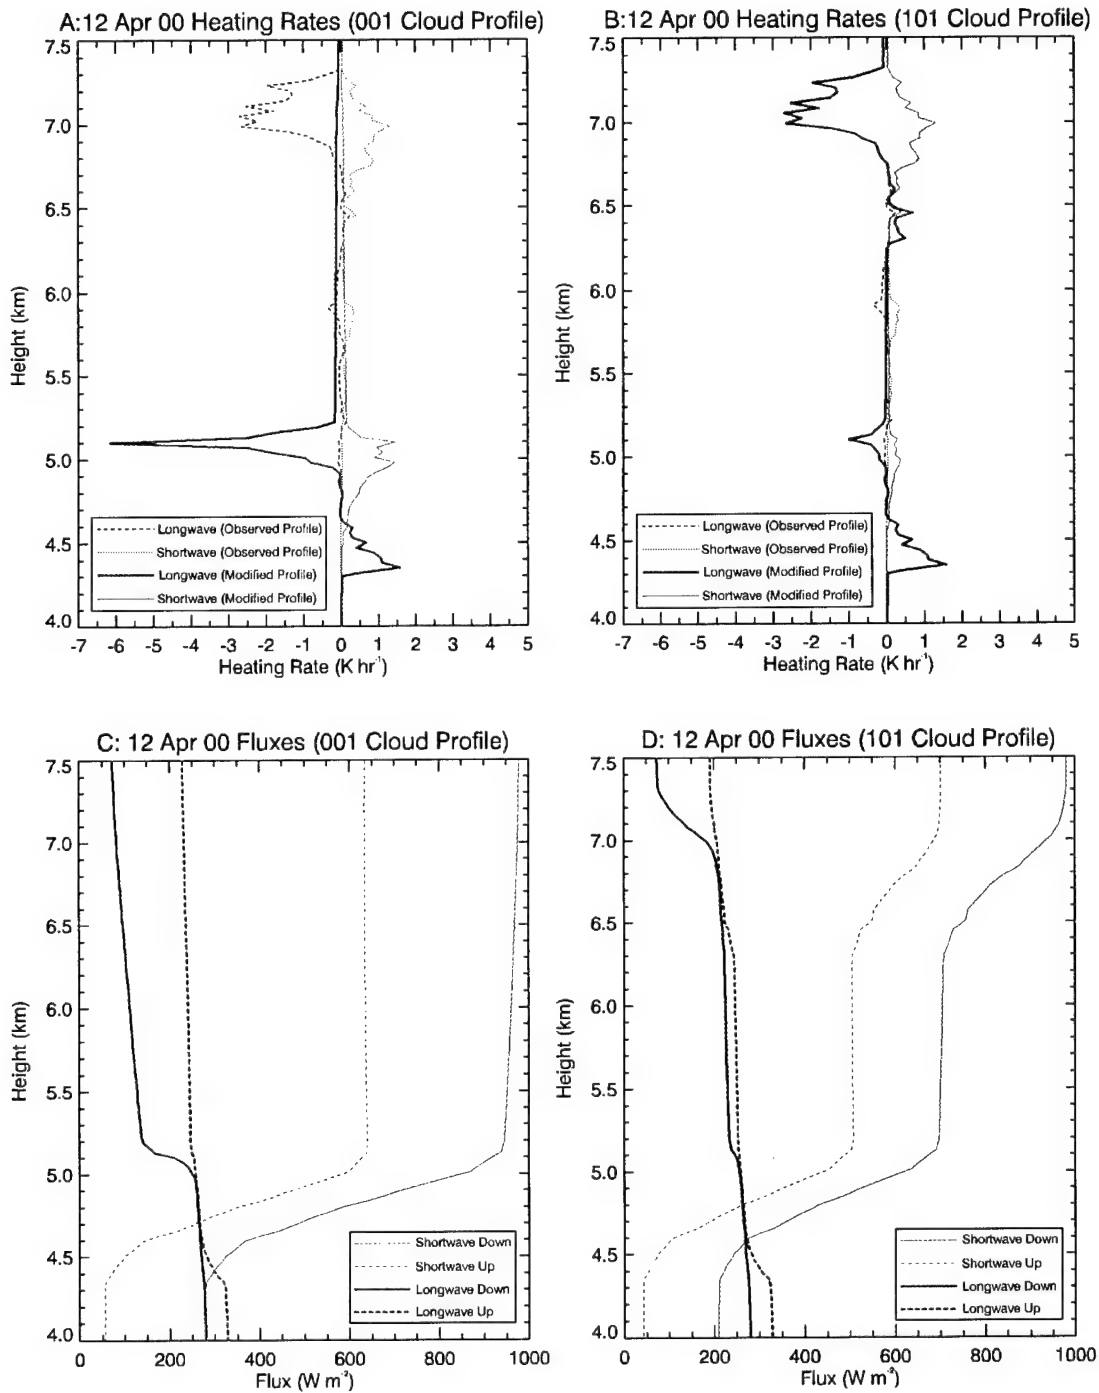 A:12 Apr 00 Heating Rates (001 Cloud Profile)
7.5
7.0
6.5
6.0
5.5
5.0
4.5
4.0
Height (km)
Longwave (Observed Profile)
Shortwave (Observed Profile)
Longwave (Modified Profile)
Shortwave (Modified Profile)
-7 -6 -5 -4 -3 -2 -1 0 1 2 3 4 5
Heating Rate (K hr⁻¹)
B:12 Apr 00 Heating Rates (101 Cloud Profile)
7.5
7.0
6.5
6.0
5.5
5.0
4.5
4.0
Height (km)
Longwave (Observed Profile)
Shortwave (Observed Profile)
Longwave (Modified Profile)
Shortwave (Modified Profile)
-7 -6 -5 -4 -3 -2 -1 0 1 2 3 4 5
Heating Rate (K hr⁻¹)
C: 12 Apr 00 Fluxes (001 Cloud Profile)
7.5
7.0
6.5
6.0
5.5
5.0
4.5
4.0
Height (km)
Shortwave Down
Shortwave Up
Longwave Down
Longwave Up
0 200 400 600 800 1000
Flux (W m⁻²)
D: 12 Apr 00 Fluxes (101 Cloud Profile)
7.5
7.0
6.5
6.0
5.5
5.0
4.5
4.0
Height (km)
Shortwave Down
Shortwave Up
Longwave Down
Longwave Up
0 200 400 600 800 1000
Flux (W m⁻²)